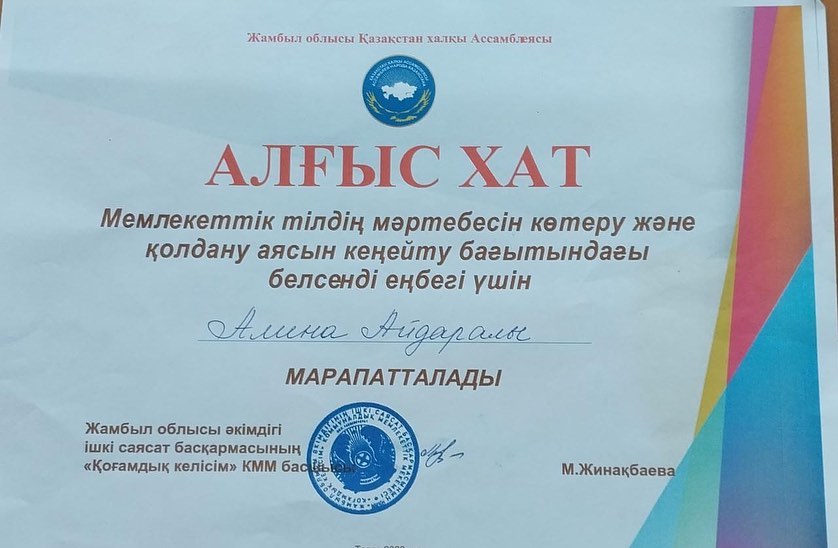 Жамбыл облысы Қазақстан халқы Ассамблеясы
АЛҒЫС ХАТ
Мемлекеттік тілдің мәртебесін көтеру және
қолдану аясын кеңейту бағытындағы
белсенді еңбегі үшін
Алина Айдаралы
МАРАПАТТАЛАДЫ
Жамбыл облысы әкімдігі
ішкі саясат басқармасының
«Қоғамдық келісім» КММ басшысы
М.Жинақбаева